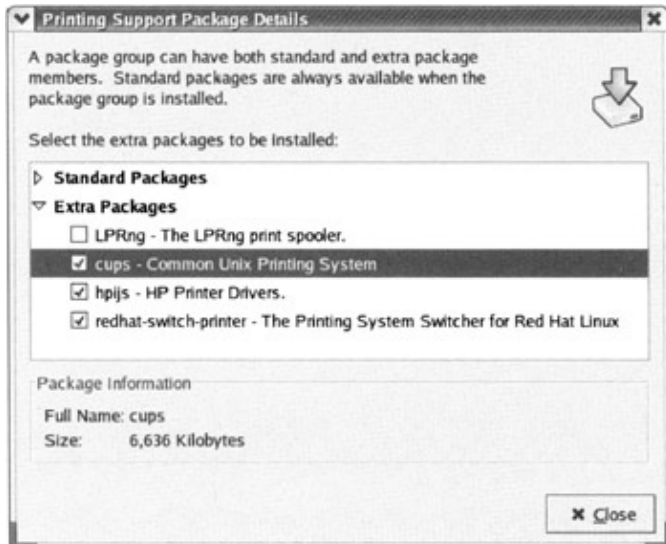 Printing Support Package Details
A package group can have both standard and extra package
members. Standard packages are always available when the
package group is installed.
Select the extra packages to be installed:
Standard Packages
Extra Packages
LPRng - The LPRng print spooler.
cups - Common Unix Printing System
hpijs - HP Printer Drivers.
redhat-switch-printer - The Printing System Switcher for Red Hat Linux
Package Information
Full Name: cups
Size: 6,636 Kilobytes
Close